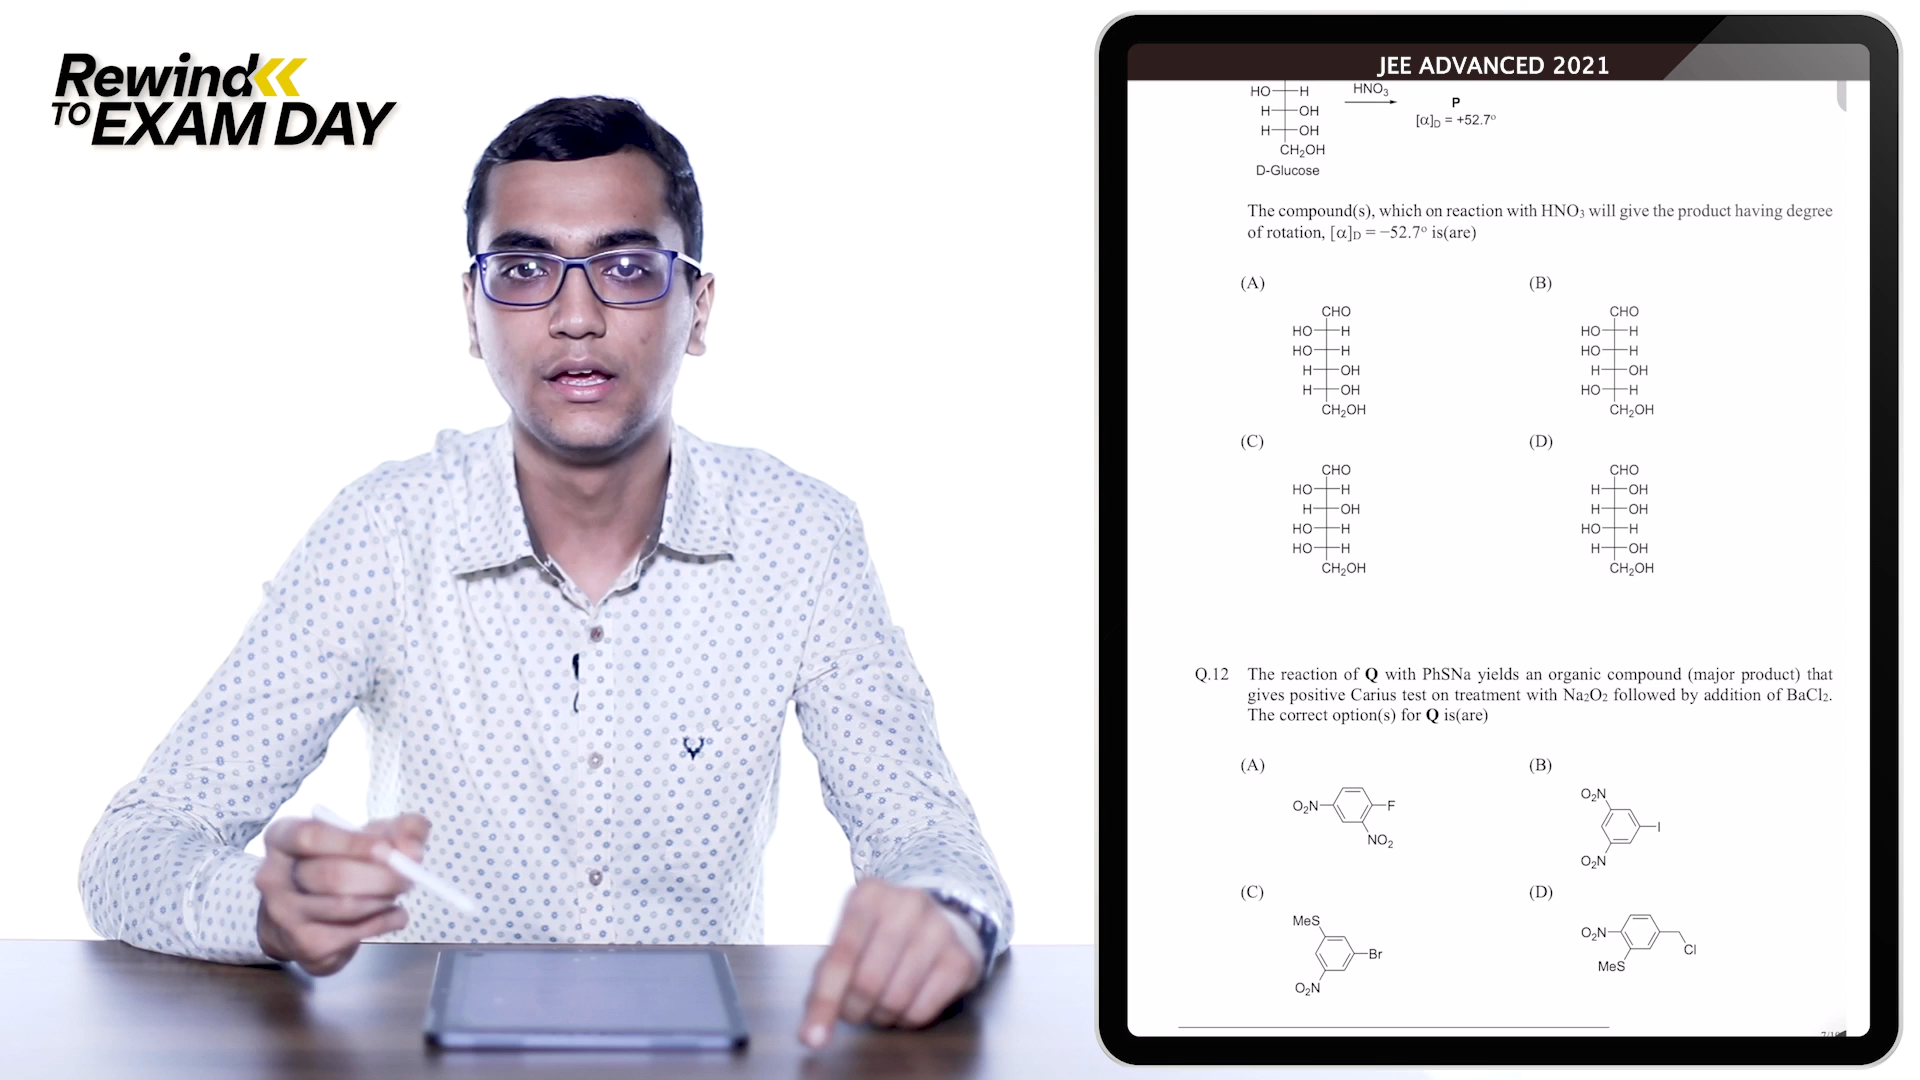 Rewind
TO EXAM DAY
JEE ADVANCED 2021
HO H
HNO₃
H OH
P
[α]D = +52.7º
H OH
CH₂OH
D-Glucose
The compound(s), which on reaction with HNO₃ will give the product having degree
of rotation, [α]D = −52.7º is(are)
(A)
CHO
HO H
HO H
H OH
H OH
CH₂OH
(B)
CHO
HO H
HO H
H OH
HO H
CH₂OH
(C)
CHO
HO H
H OH
HO H
HO H
CH₂OH
(D)
CHO
H OH
H OH
HO H
H OH
CH₂OH
Q.12 The reaction of Q with PhSNa yields an organic compound (major product) that
gives positive Carius test on treatment with Na₂O₂ followed by addition of BaCl₂.
The correct option(s) for Q is(are)
(A)
O₂N F
NO₂
(B)
O₂N
I
O₂N
(C)
MeS
Br
O₂N
(D)
O₂N
Cl
MeS